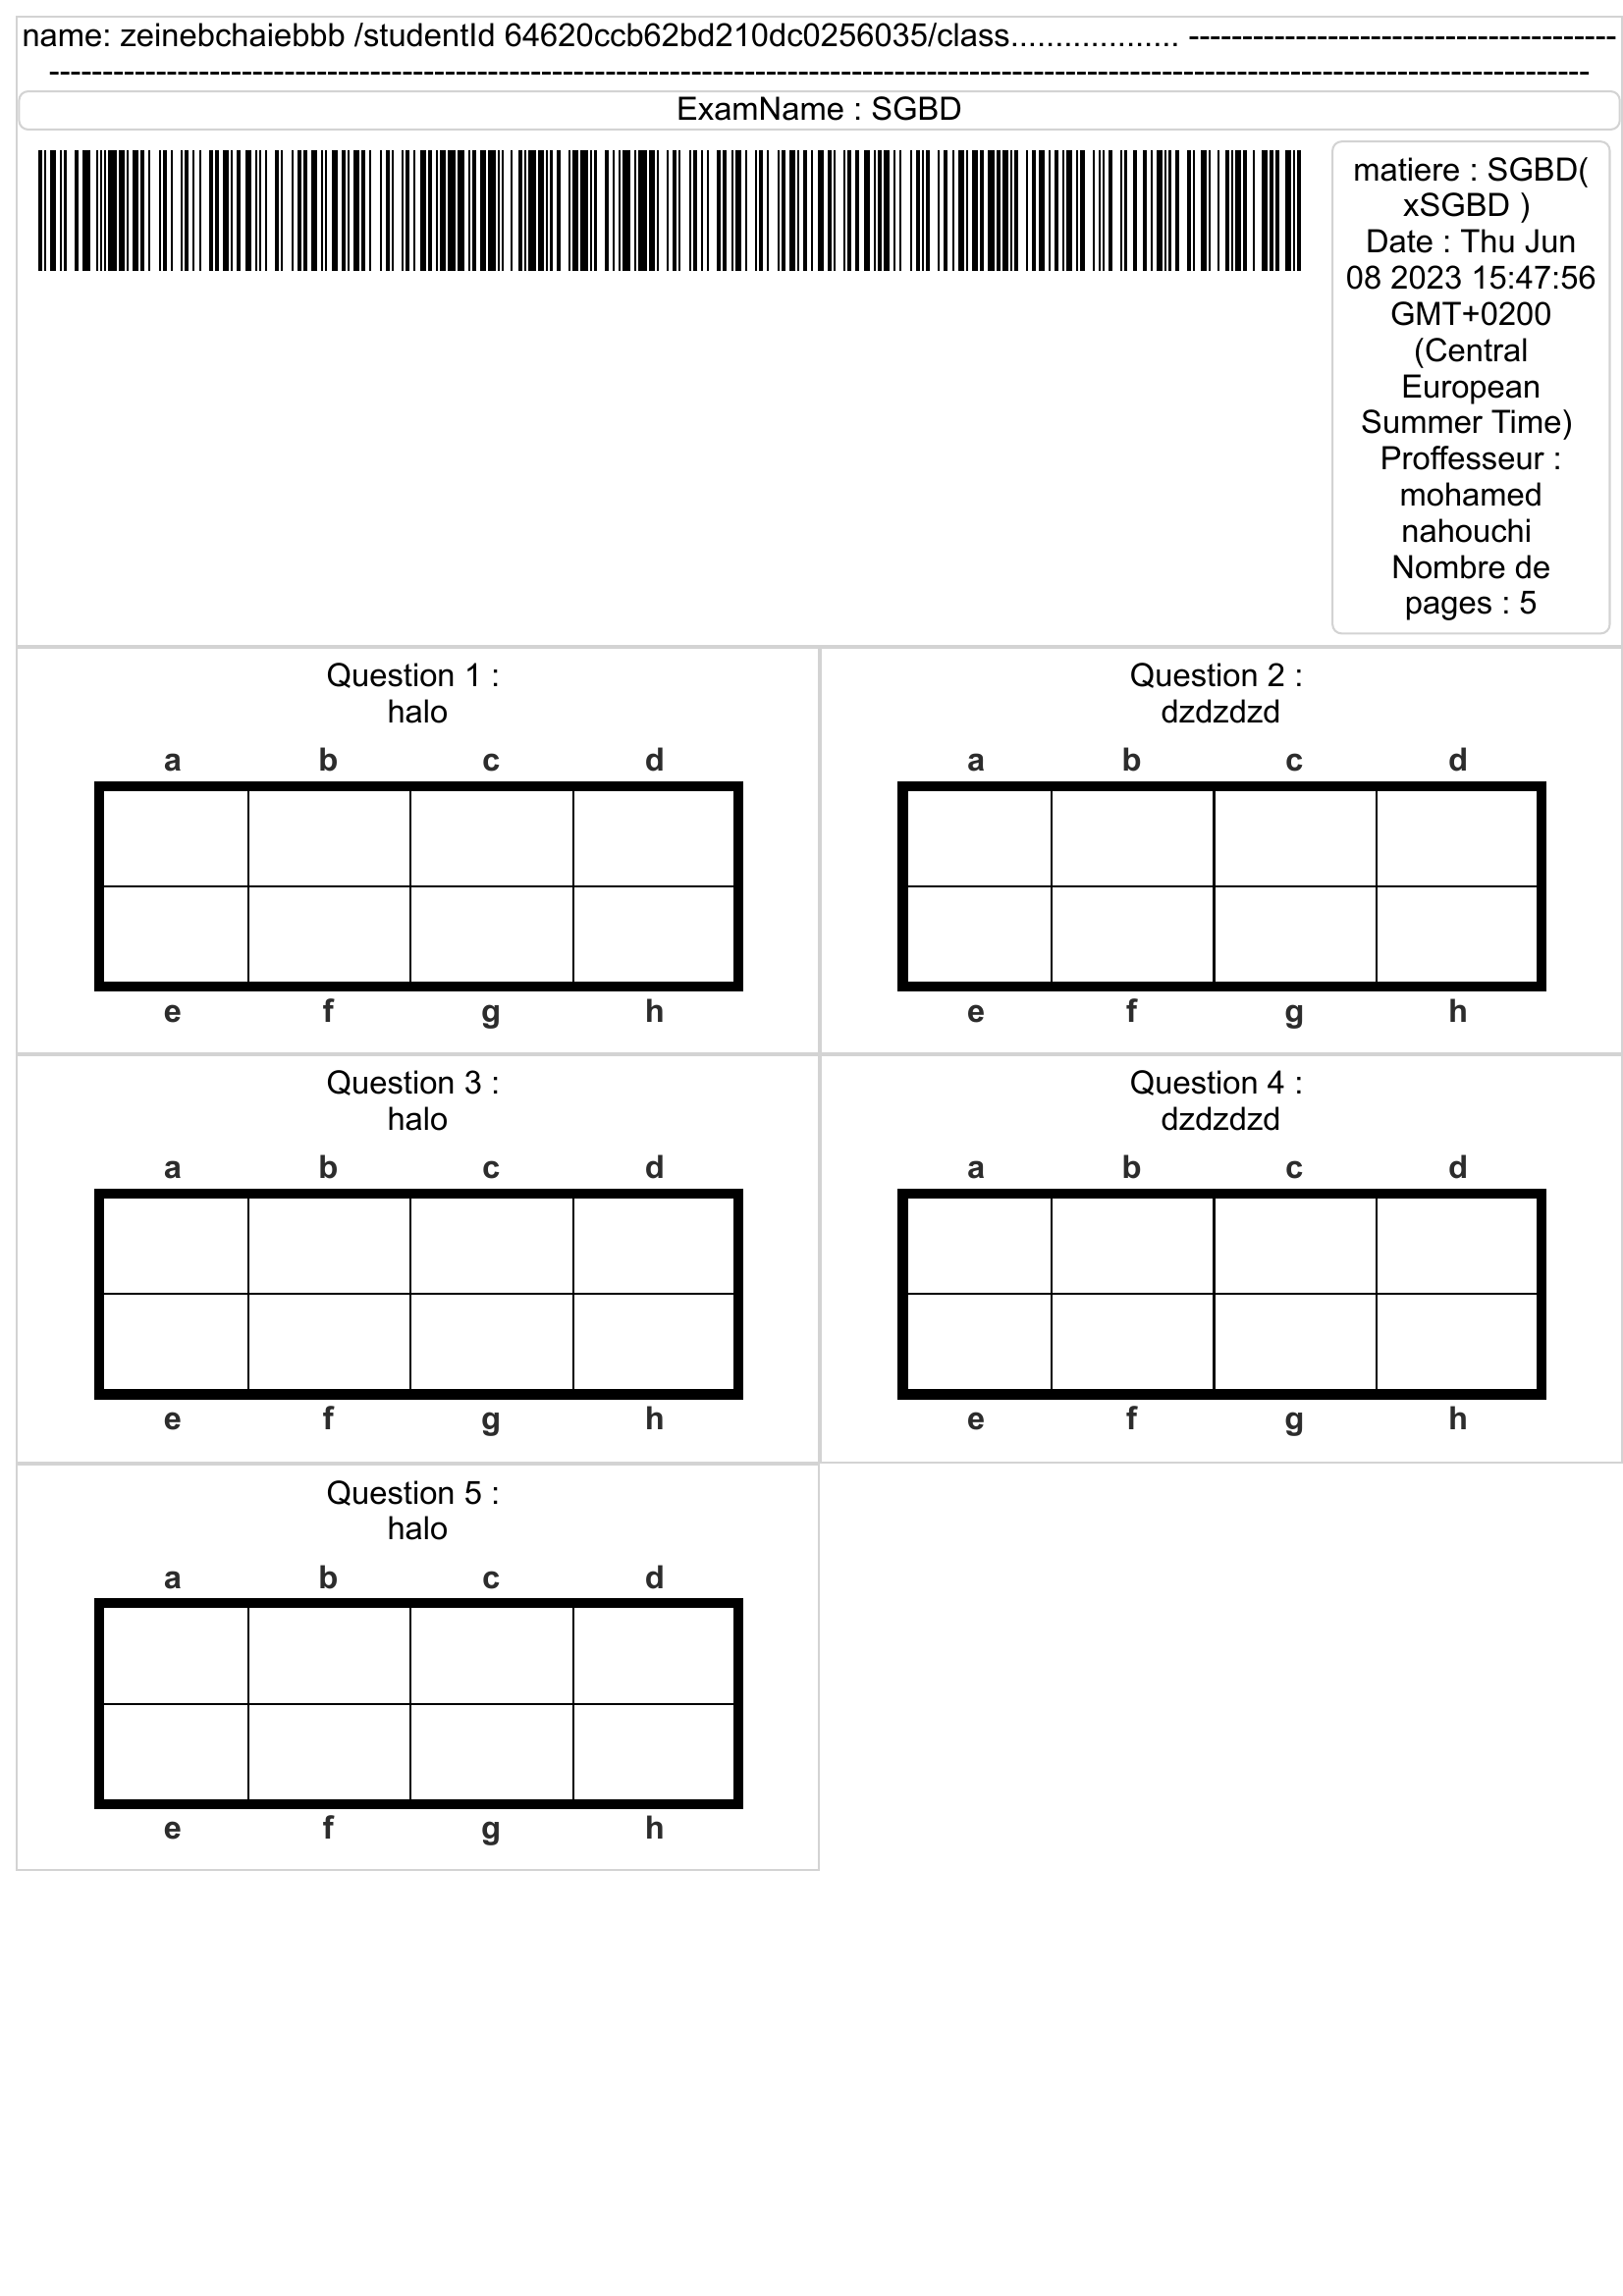 name: zeinebchaiebbb /studentId 64620ccb62bd210dc0256035/class................... ----------------------------------------
------------------------------------------------------------------------------------------------------------------------------------------------
ExamName : SGBD
matiere : SGBD(
xSGBD )
Date : Thu Jun
08 2023 15:47:56
GMT+0200
(Central
European
Summer Time)
Proffesseur :
mohamed
nahouchi
Nombre de
pages : 5
Question 1 :
halo
a b c d
e f g h
Question 2 :
dzdzdzd
a b c d
e f g h
Question 3 :
halo
a b c d
e f g h
Question 4 :
dzdzdzd
a b c d
e f g h
Question 5 :
halo
a b c d
e f g h